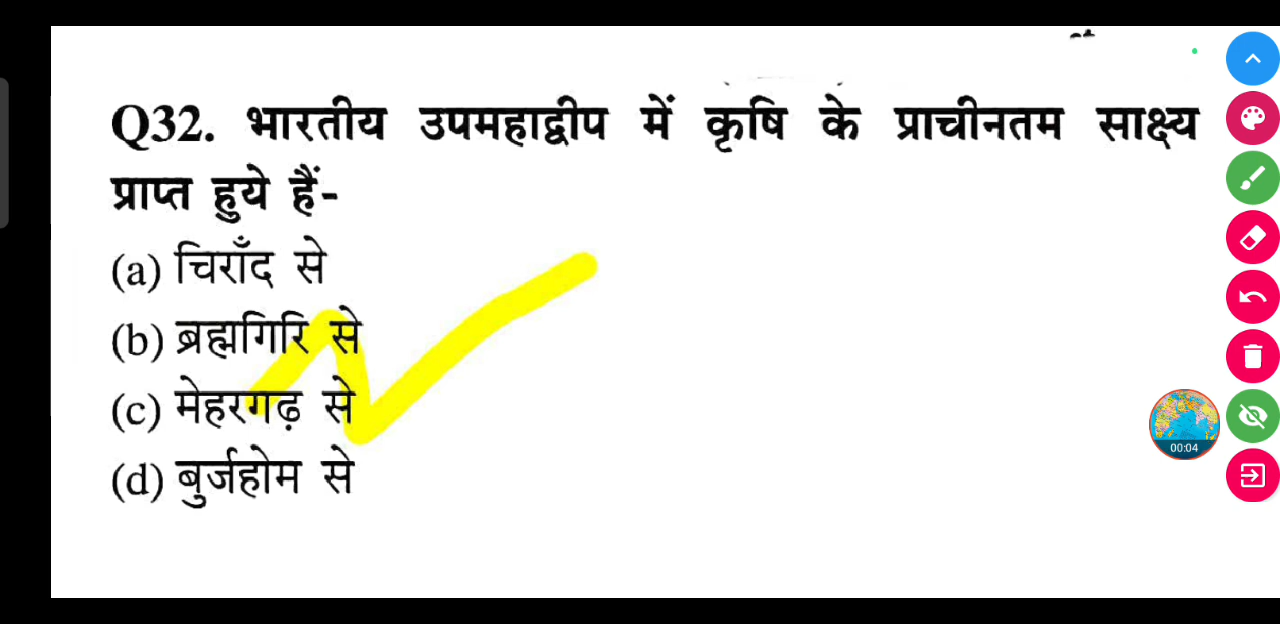 Q32. भारतीय उपमहाद्वीप में कृषि के प्राचीनतम साक्ष्य
प्राप्त हुये हैं-
(a) चिराँद से
(b) ब्रह्मगिरि से
(c) मेहरगढ़ से
(d) बुर्जहोम से
00:04